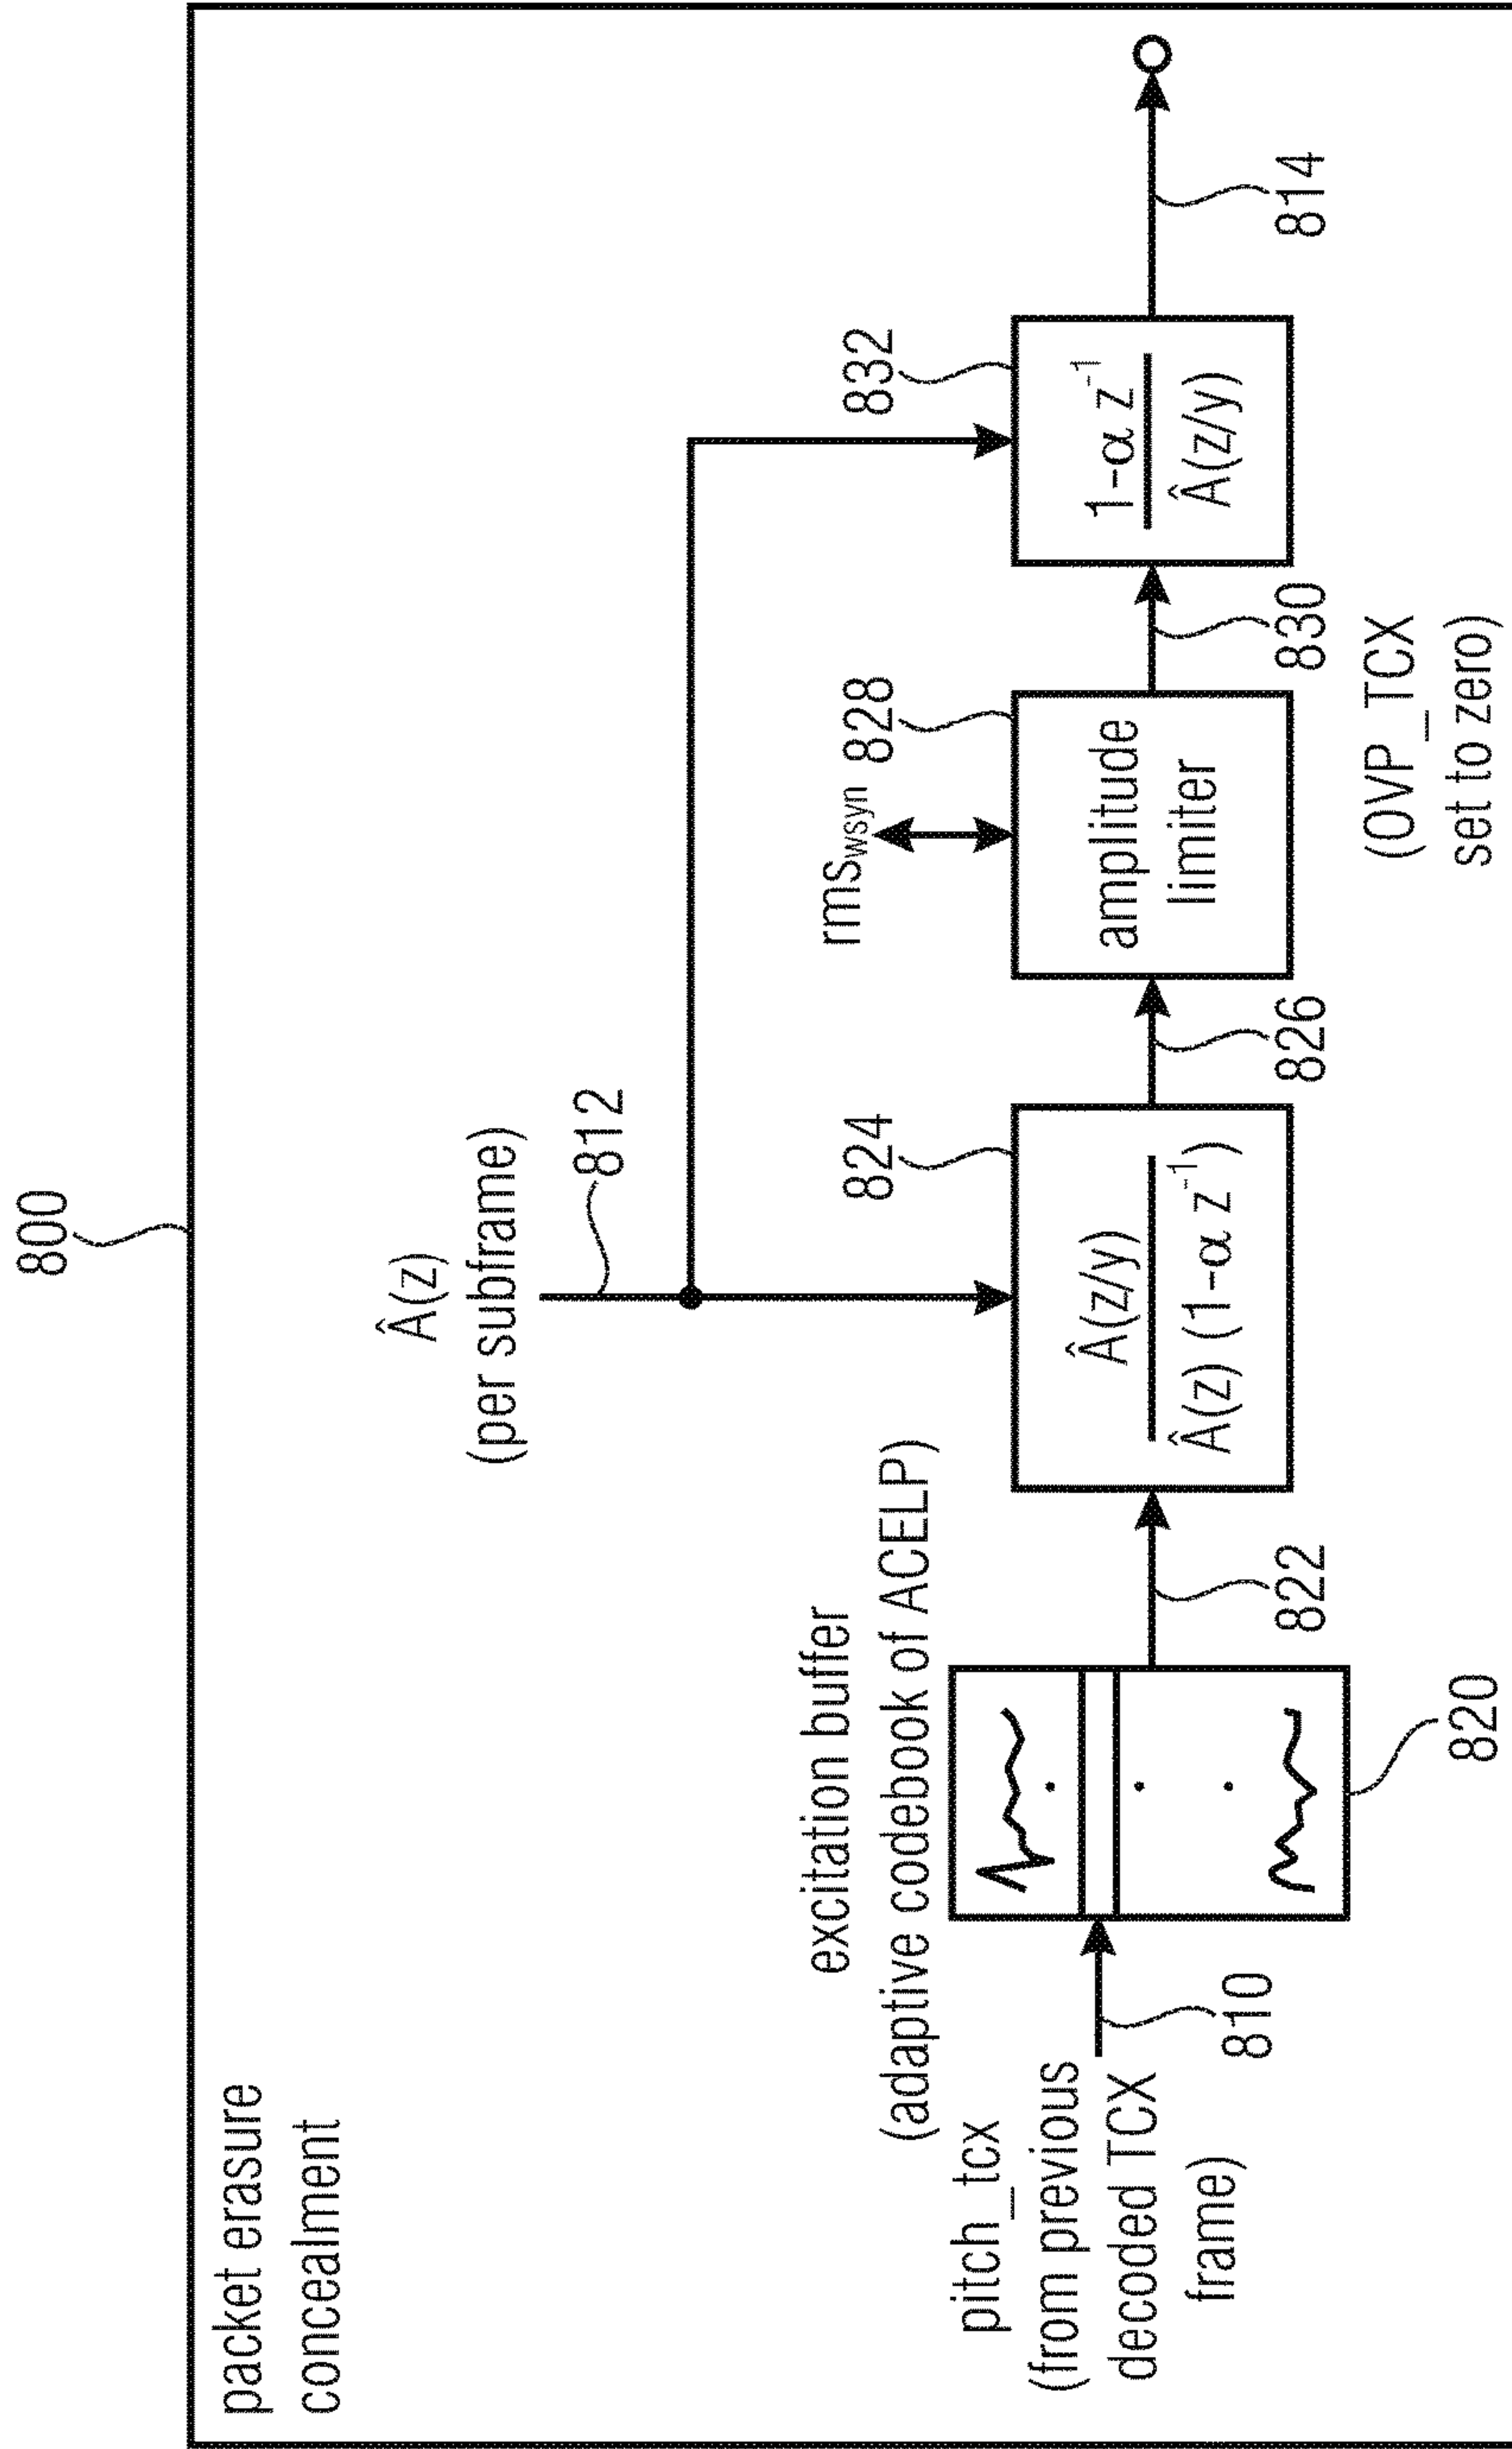 800
packet erasure
concealment
Â(z)
(per subframe)
812
excitation buffer
(adaptive codebook of ACELP)
pitch_tcx
(from previous
decoded TCX
frame)
810
820
822
824
Â(z/y)
Â(z) (1-α z⁻¹)
826
rms_wsyn
828
amplitude
limiter
830
(OVP_TCX
set to zero)
832
1-α z⁻¹
Â(z/y)
814